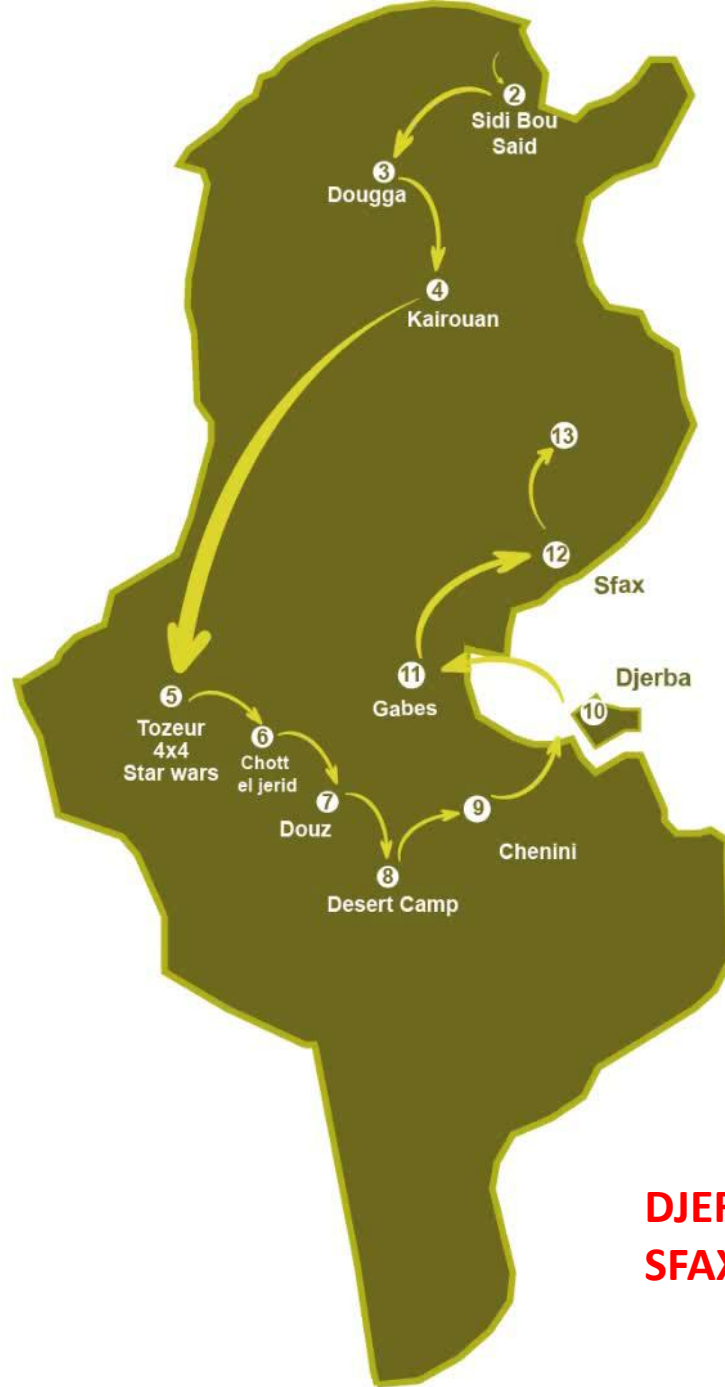 2
Sidi Bou
Said
3
Dougga
4
Kairouan
13
12
Sfax
11
Gabes
Djerba
10
5
Tozeur
4x4
Star wars
6
Chott
el jerid
7
Douz
9
Chenini
8
Desert Camp
SFAX